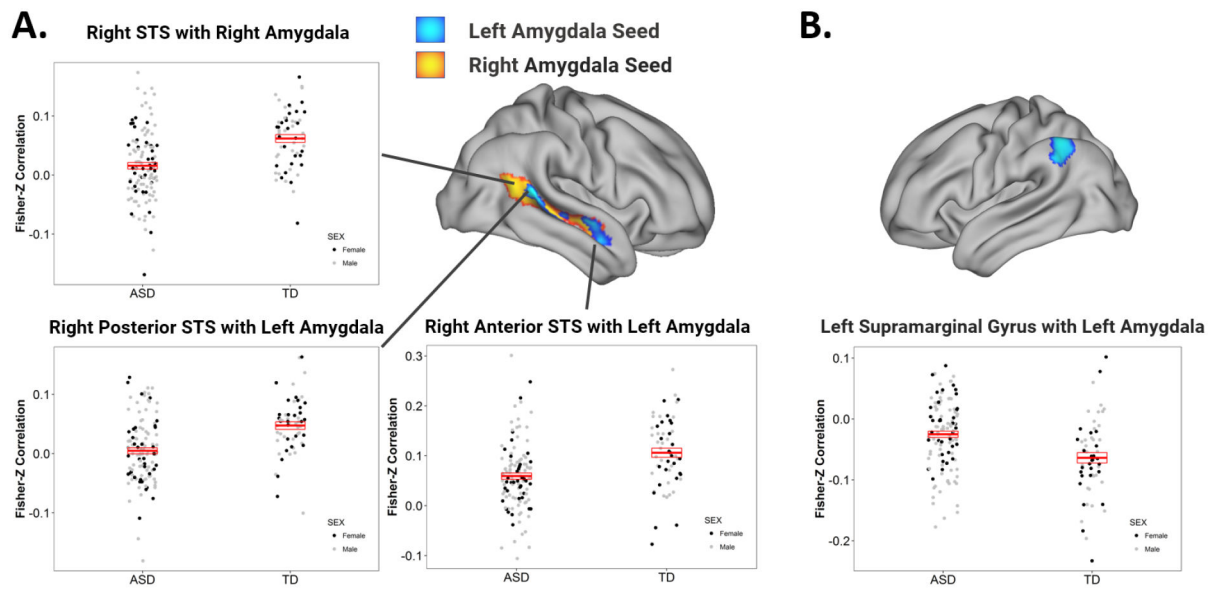 A.
Right STS with Right Amygdala
Fisher-Z Correlation
0.1
0.0
-0.1
SEX
Female
Male
ASD
TD
Left Amygdala Seed
Right Amygdala Seed
B.
Right Posterior STS with Left Amygdala
Fisher-Z Correlation
0.1
0.0
-0.1
SEX
Female
Male
ASD
TD
Right Anterior STS with Left Amygdala
Fisher-Z Correlation
0.3
0.2
0.1
0.0
-0.1
SEX
Female
Male
ASD
TD
Left Supramarginal Gyrus with Left Amygdala
Fisher-Z Correlation
0.1
-0.0
-0.1
-0.2
SEX
Female
Male
ASD
TD